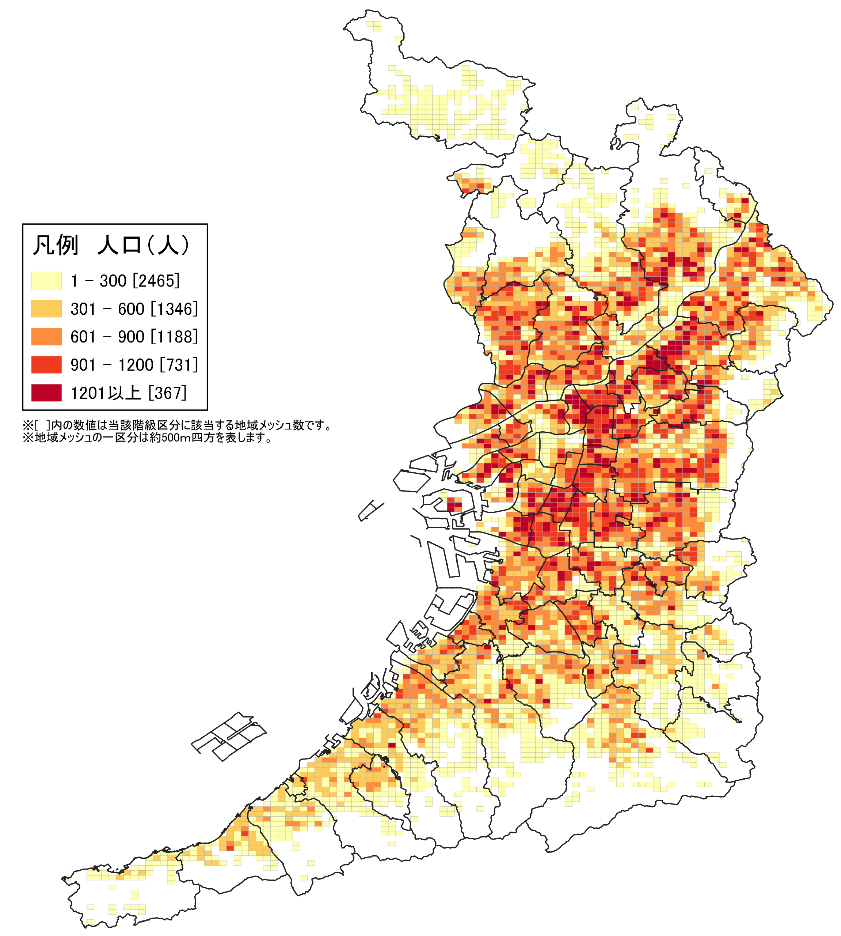 凡例 人口(人)
1 - 300 [2465]
301 - 600 [1346]
601 - 900 [1188]
901 - 1200 [731]
1201以上 [367]
※[ ]内の数値は当該階級区分に該当する地域メッシュ数です。
※地域メッシュの一区分は約500m四方を表します。